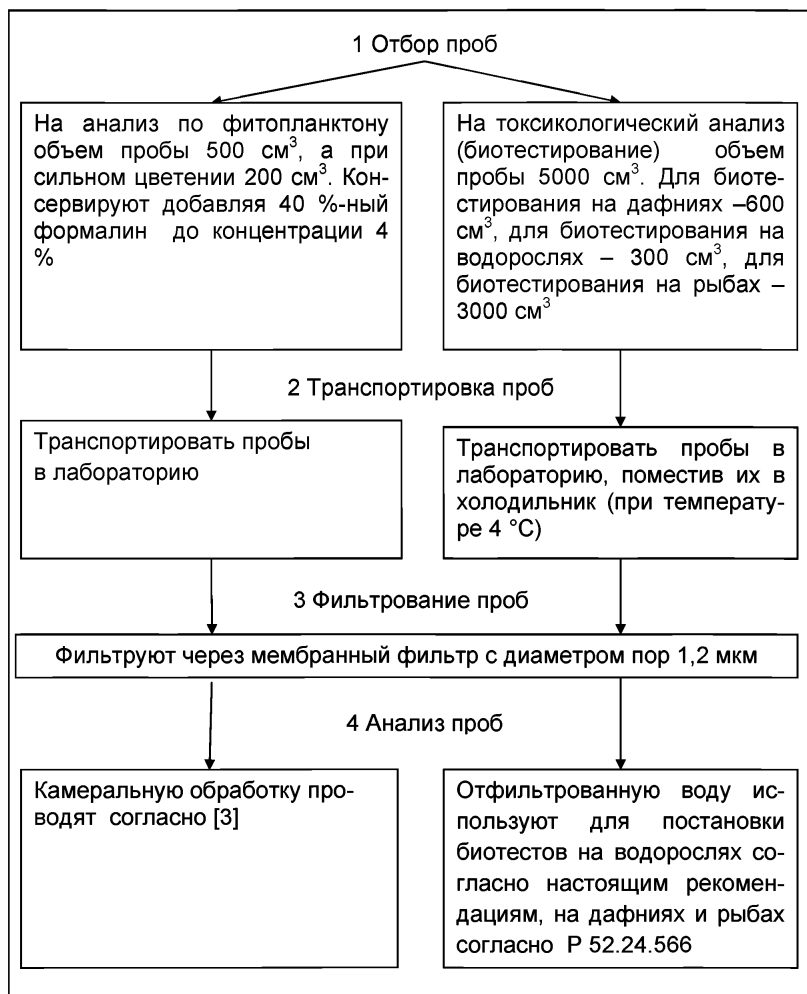 1 Отбор проб
На анализ по фитопланктону
объем пробы 500 см³, а при
сильном цветении 200 см³. Кон-
сервируют добавляя 40 %-ный
формалин до концентрации 4
%
На токсикологический анализ
(биотестирование) объем
пробы 5000 см³. Для биоте-
стирования на дафниях –600
см³, для биотестирования на
водорослях – 300 см³, для
биотестирования на рыбах –
3000 см³
2 Транспортировка проб
Транспортировать пробы
в лабораторию
Транспортировать пробы в
лабораторию, поместив их в
холодильник (при температу-
ре 4 °С)
3 Фильтрование проб
Фильтруют через мембранный фильтр с диаметром пор 1,2 мкм
4 Анализ проб
Камеральную обработку про-
водят согласно [3]
Отфильтрованную воду ис-
пользуют для постановки
биотестов на водорослях со-
гласно настоящим рекомен-
дациям, на дафниях и рыбах
согласно Р 52.24.566